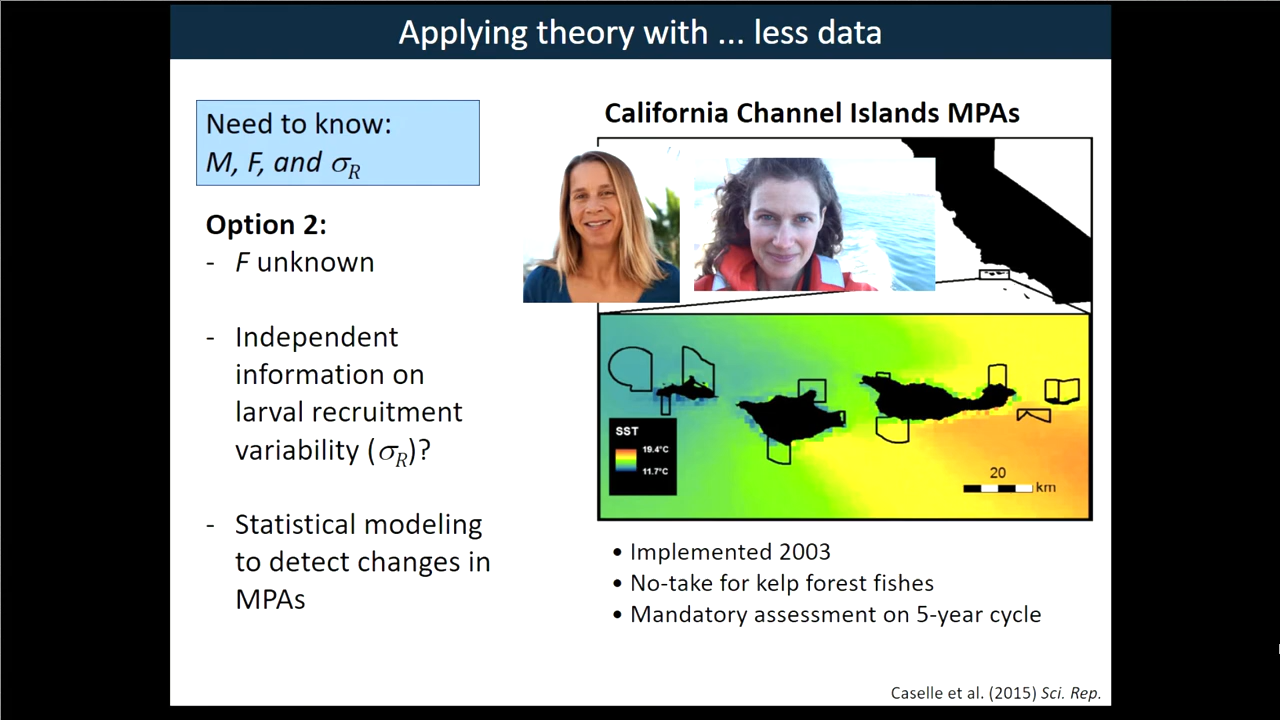 Applying theory with ... less data
Need to know:
M, F, and σR
Option 2:
- F unknown
- Independent
information on
larval recruitment
variability (σR)?
- Statistical modeling
to detect changes in
MPAs
California Channel Islands MPAs
SST
19.4°C
11.7°C
20
km
• Implemented 2003
• No-take for kelp forest fishes
• Mandatory assessment on 5-year cycle
Caselle et al. (2015) Sci. Rep.